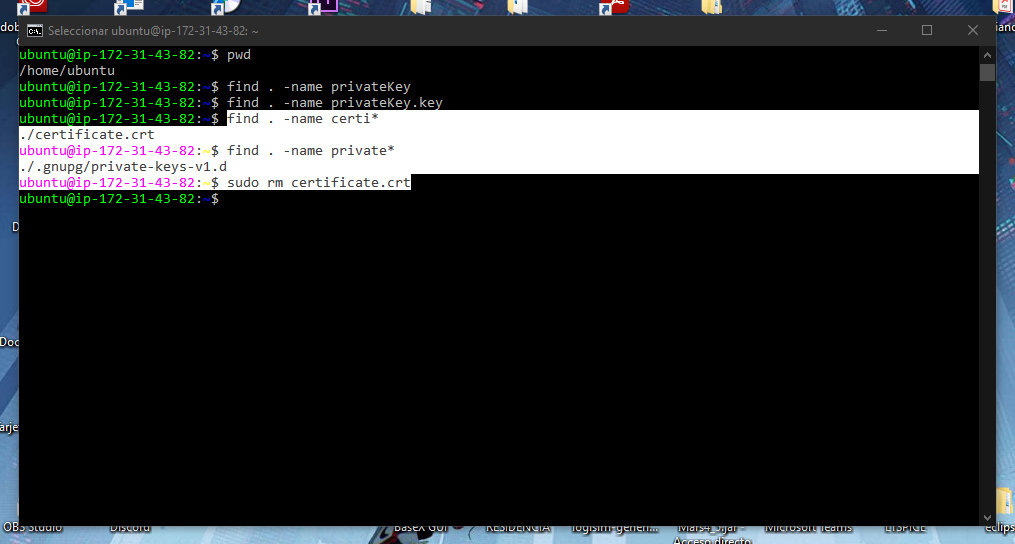 Seleccionar ubuntu@ip-172-31-43-82: ~
ubuntu@ip-172-31-43-82:~$ pwd
/home/ubuntu
ubuntu@ip-172-31-43-82:~$ find . -name privateKey
ubuntu@ip-172-31-43-82:~$ find . -name privateKey.key
ubuntu@ip-172-31-43-82:~$ find . -name certi*
./certificate.crt
ubuntu@ip-172-31-43-82:~$ find . -name private*
./.gnupg/private-keys-v1.d
ubuntu@ip-172-31-43-82:~$ sudo rm certificate.crt
ubuntu@ip-172-31-43-82:~$
OBS Studio
Discord
BaseX GUI
RESIDENCIA
logisim-gener...
Mars4_5.jar -
Acceso directo
Microsoft Teams
LTSPICE
eclips